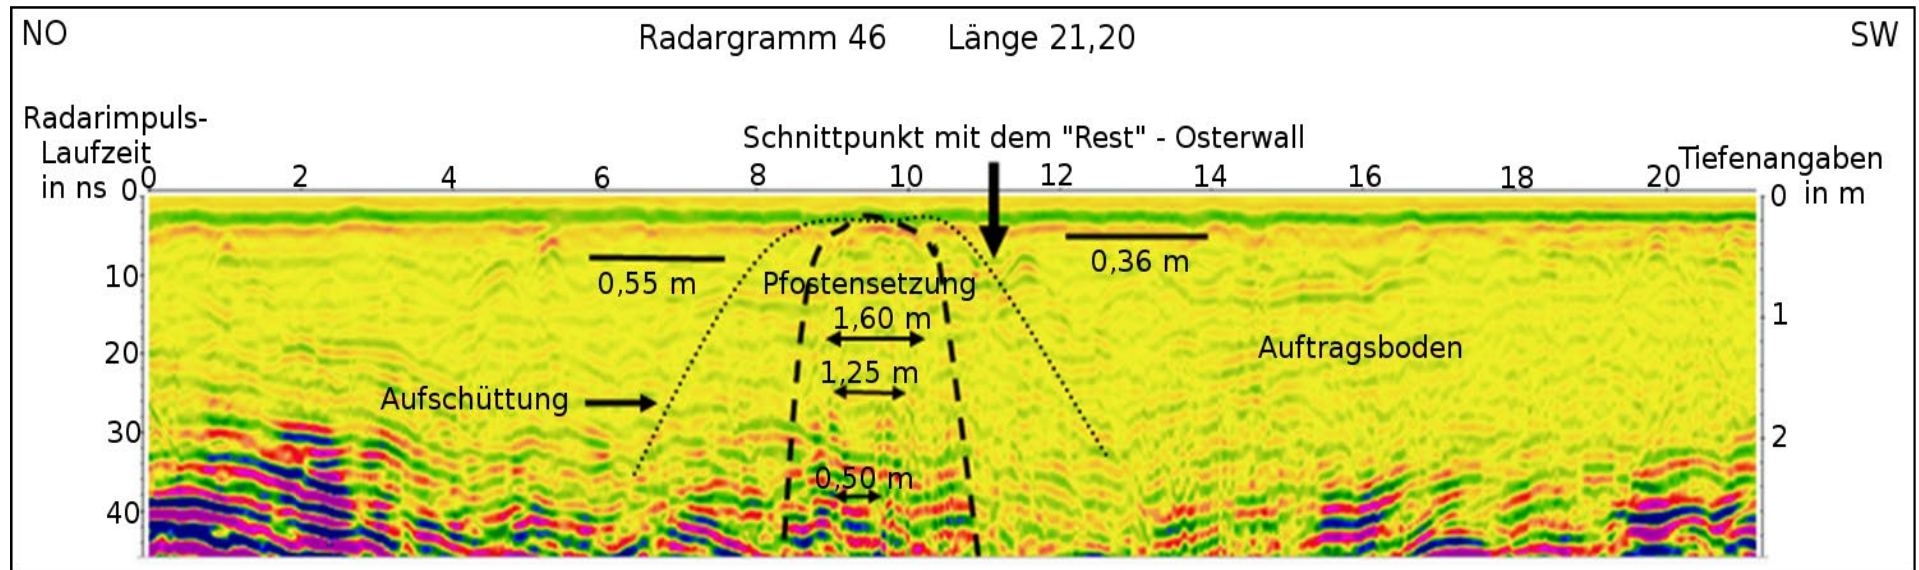 NO
Radargramm 46 Länge 21,20
SW
Radarimpuls-
Laufzeit
in ns
Schnittpunkt mit dem "Rest" - Osterwall
Tiefenangaben
in m
0 2 4 6 8 10 12 14 16 18 20
0
10
20
30
40
0
1
2
0,55 m
0,36 m
Pfostensetzung
1,60 m
Auftragsboden
1,25 m
Aufschüttung
0,50 m